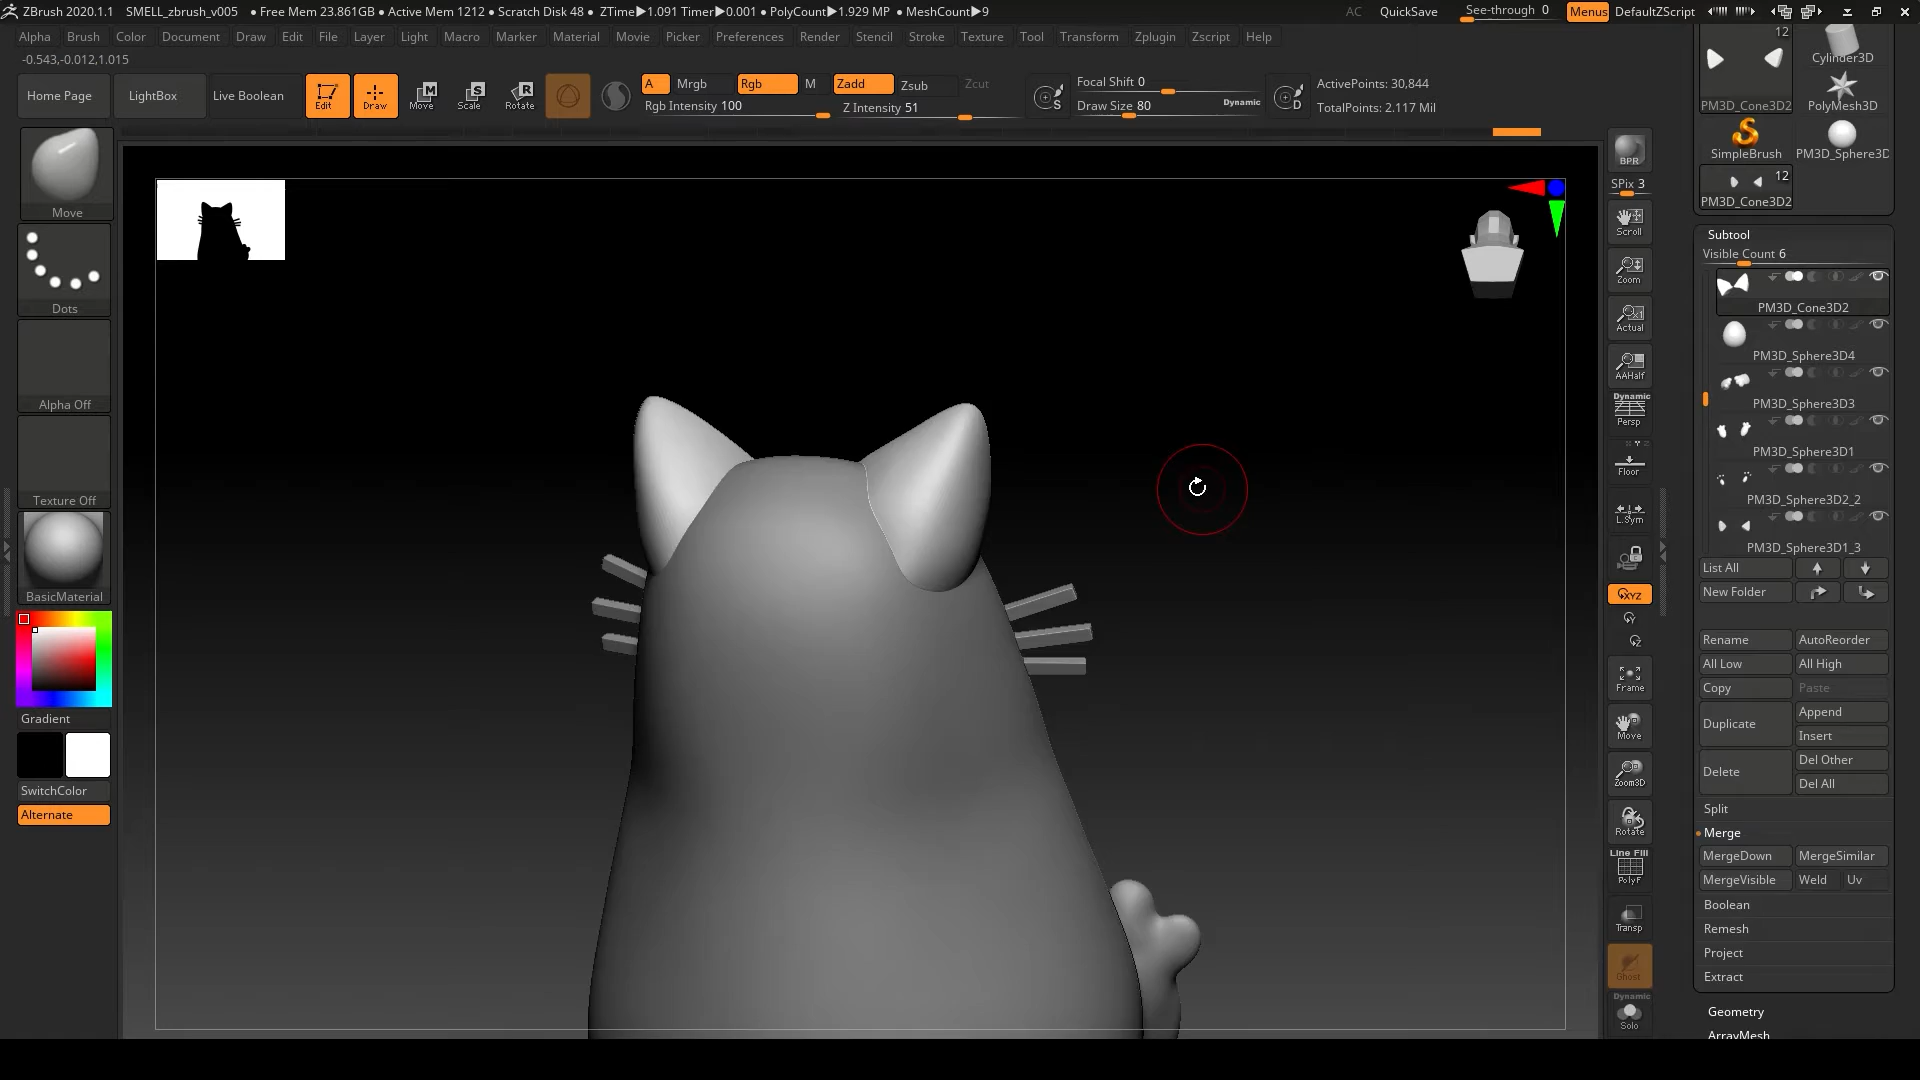 ZBrush 2020.1.1 SMELL_zbrush_v005 • Free Mem 23.861GB • Active Mem 1212 • Scratch Disk 48 • ZTime▶1.091 Timer▶0.001 • PolyCount▶1.929 MP • MeshCount▶9 AC QuickSave See-through 0 Menus DefaultZScript
Alpha Brush Color Document Draw Edit File Layer Light Macro Marker Material Movie Picker Preferences Render Stencil Stroke Texture Tool Transform Zplugin Zscript Help
-0.543,-0.012,1.015
Home Page LightBox Live Boolean Edit Draw Move Scale Rotate
A Mrgb Rgb M Zadd Zsub Zcut
Rgb Intensity 100 Z Intensity 51
Focal Shift 0
Draw Size 80 Dynamic
S D
ActivePoints: 30,844
TotalPoints: 2.117 Mil
Move
Dots
Alpha Off
Texture Off
BasicMaterial
Gradient
SwitchColor
Alternate
BPR
SPix 3
Scroll
Zoom
Actual
AAHalf
Dynamic
Persp
Floor
L.Sym
XYZ
Y
Z
Frame
Move
Zoom3D
Rotate
Line Fill
PolyF
Transp
Ghost
Dynamic
Solo
12
PM3D_Cone3D2
Cylinder3D
PolyMesh3D
SimpleBrush
PM3D_Sphere3D
12
PM3D_Cone3D2
Subtool
Visible Count 6
PM3D_Cone3D2
PM3D_Sphere3D4
PM3D_Sphere3D3
PM3D_Sphere3D1
PM3D_Sphere3D2_2
PM3D_Sphere3D1_3
List All
New Folder
Rename AutoReorder
All Low All High
Copy Paste
Duplicate Append
Insert
Delete Del Other
Del All
Split
Merge
MergeDown MergeSimilar
MergeVisible Weld Uv
Boolean
Remesh
Project
Extract
Geometry
ArrayMesh